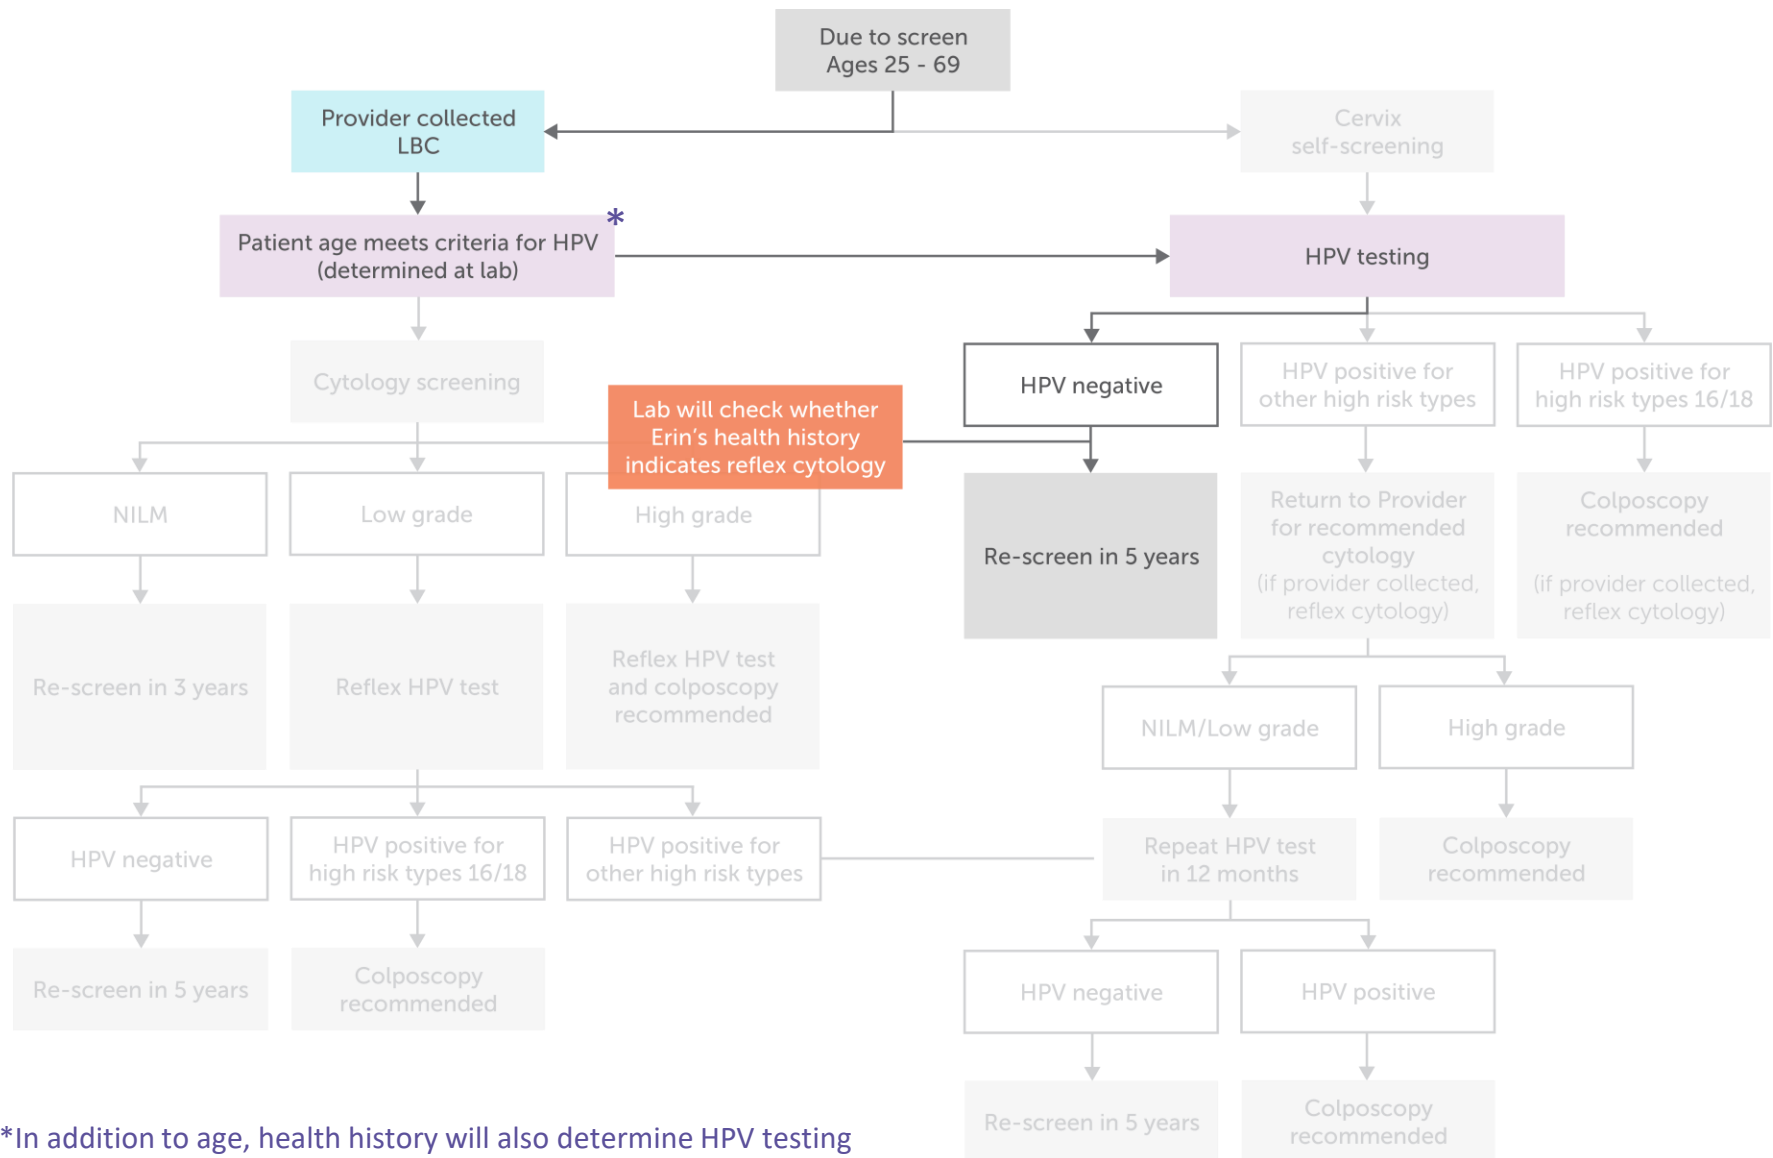 Due to screen
Ages 25 - 69
Provider collected
LBC
Cervix
self-screening
Patient age meets criteria for HPV
(determined at lab)
*
HPV testing
Cytology screening
Lab will check whether
Erin's health history
indicates reflex cytology
HPV negative
HPV positive for
other high risk types
HPV positive for
high risk types 16/18
NILM
Low grade
High grade
Re-screen in 5 years
Return to Provider
for recommended
cytology
(if provider collected,
reflex cytology)
Colposcopy
recommended
(if provider collected,
reflex cytology)
Re-screen in 3 years
Reflex HPV test
Reflex HPV test
and colposcopy
recommended
NILM/Low grade
High grade
HPV negative
HPV positive for
high risk types 16/18
HPV positive for
other high risk types
Repeat HPV test
in 12 months
Colposcopy
recommended
Re-screen in 5 years
Colposcopy
recommended
HPV negative
HPV positive
Re-screen in 5 years
Colposcopy
recommended
*In addition to age, health history will also determine HPV testing